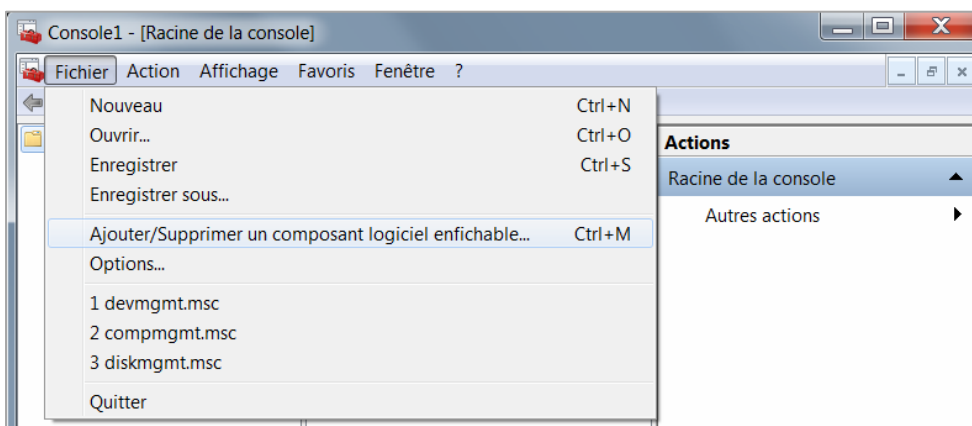 Console1 - [Racine de la console]
Fichier Action Affichage Favoris Fenêtre ?
Nouveau Ctrl+N
Ouvrir... Ctrl+O
Enregistrer Ctrl+S
Enregistrer sous...
Ajouter/Supprimer un composant logiciel enfichable... Ctrl+M
Options...
1 devmgmt.msc
2 compmgmt.msc
3 diskmgmt.msc
Quitter
Actions
Racine de la console
Autres actions